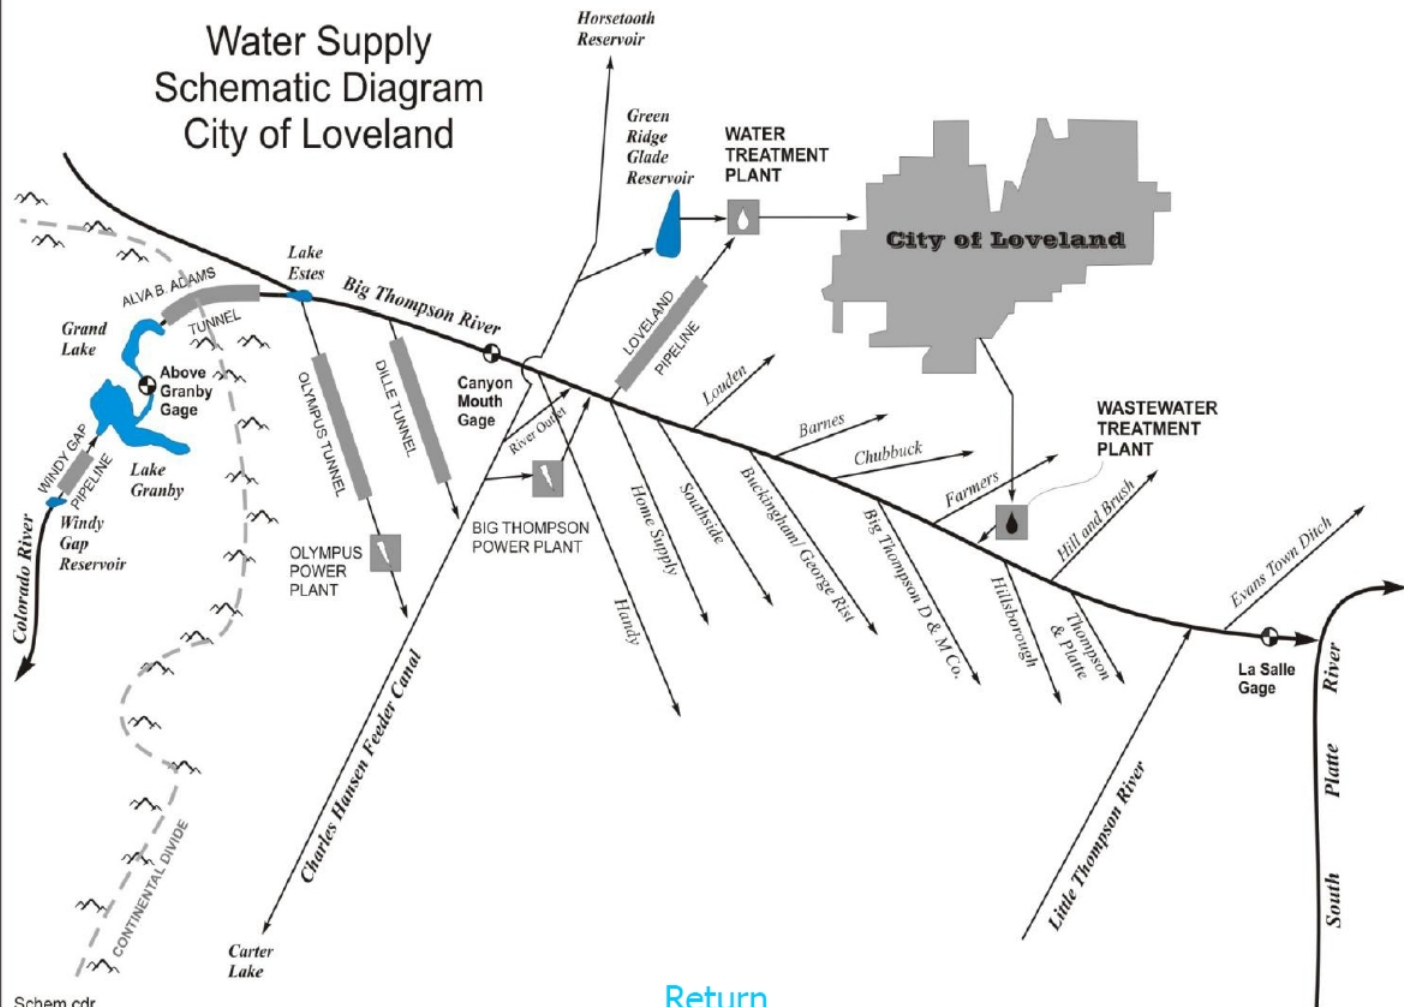 Water Supply
Schematic Diagram
City of Loveland
Horsetooth
Reservoir
Green
Ridge
Glade
Reservoir
WATER
TREATMENT
PLANT
City of Loveland
Lake
Estes
Big Thompson River
ALVA B. ADAMS
TUNNEL
Grand
Lake
Above
Granby
Gage
WINDY GAP
PIPELINE
Lake
Granby
Windy
Gap
Reservoir
Colorado River
OLYMPUS TUNNEL
DILLE TUNNEL
Canyon
Mouth
Gage
River Outlet
LOVELAND
PIPELINE
Louden
Barnes
Chubbuck
Farmers
WASTEWATER
TREATMENT
PLANT
Hill and Brush
Evans Town Ditch
OLYMPUS
POWER
PLANT
BIG THOMPSON
POWER PLANT
Handy
Home Supply
Southside
Buckingham/ George Rist
Big Thompson D & M Co.
Hillsborough
Thompson
& Platte
La Salle
Gage
Charles Hansen Feeder Canal
Little Thompson River
South Platte River
CONTINENTAL DIVIDE
Carter
Lake
Schem.cdr
Return